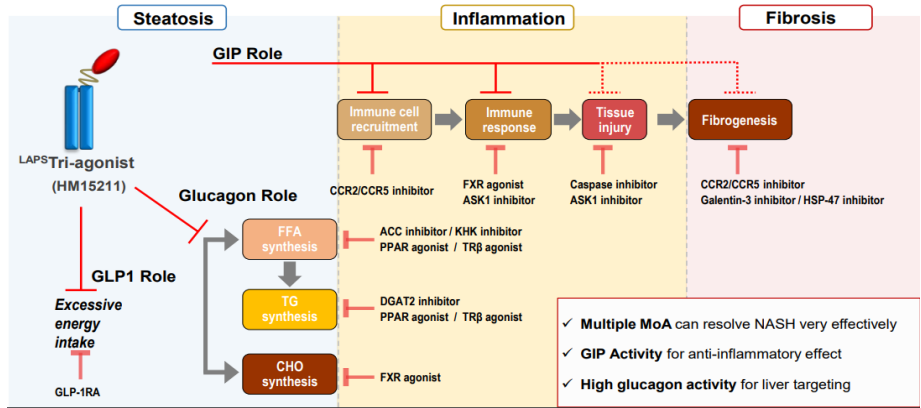 Steatosis
Inflammation
Fibrosis
GIP Role
Immune cell
recruitment
Immune
response
Tissue
injury
Fibrogenesis
LAPSTri-agonist
(HM15211)
CCR2/CCR5 inhibitor
FXR agonist
ASK1 inhibitor
Caspase inhibitor
ASK1 inhibitor
CCR2/CCR5 inhibitor
Galentin-3 inhibitor / HSP-47 inhibitor
Glucagon Role
FFA
synthesis
ACC inhibitor / KHK inhibitor
PPAR agonist / TRβ agonist
GLP1 Role
Excessive
energy
intake
GLP-1RA
TG
synthesis
DGAT2 inhibitor
PPAR agonist / TRβ agonist
CHO
synthesis
FXR agonist
✓ Multiple MoA can resolve NASH very effectively
✓ GIP Activity for anti-inflammatory effect
✓ High glucagon activity for liver targeting